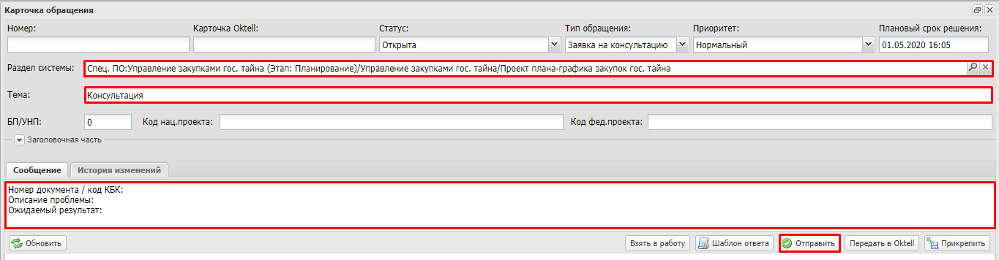 Карточка обращения
Номер: Карточка Oktell: Статус: Тип обращения: Приоритет: Плановый срок решения:
Открыта Заявка на консультацию Нормальный 01.05.2020 16:05
Раздел системы: Спец. ПО:Управление закупками гос. тайна (Этап: Планирование)/Управление закупками гос. тайна/Проект плана-графика закупок гос. тайна
Тема: Консультация
БП/УНП: 0 Код нац.проекта: Код фед.проекта:
Заголовочная часть
Сообщение История изменений
Номер документа / код КБК:
Описание проблемы:
Ожидаемый результат:
Обновить Взять в работу Шаблон ответа Отправить Передать в Oktell Прикрепить